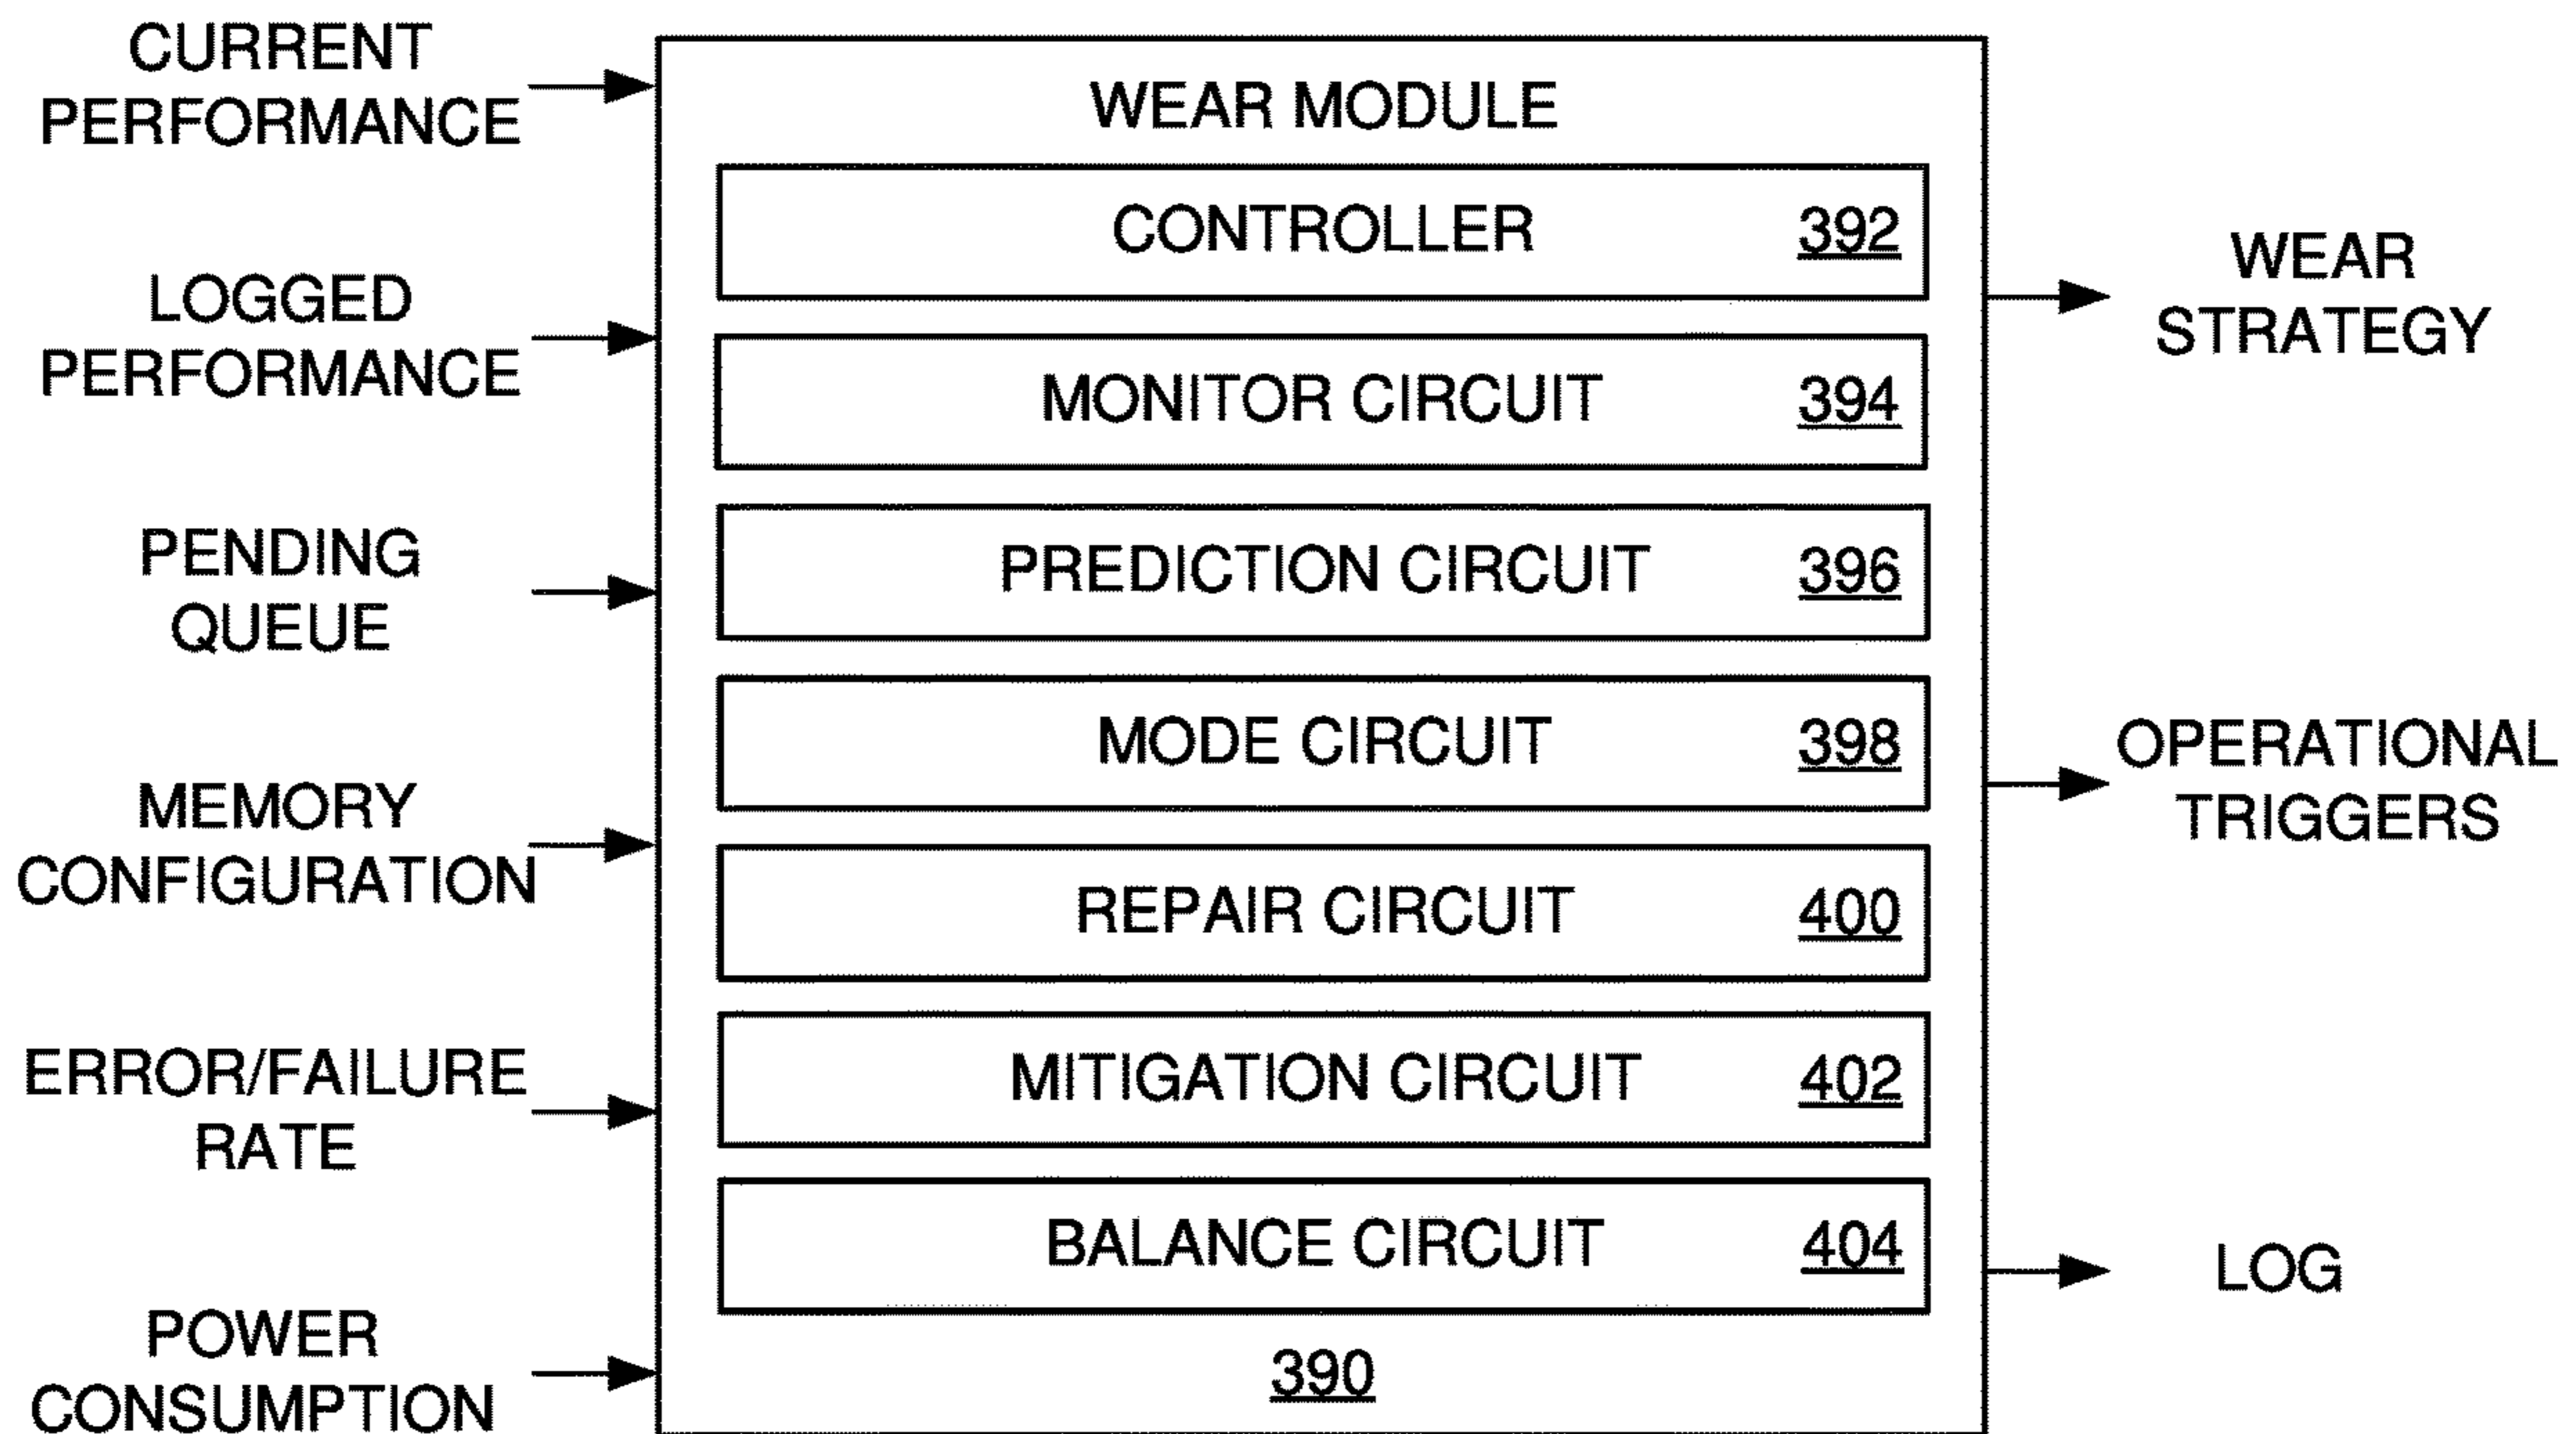 CURRENT
PERFORMANCE
LOGGED
PERFORMANCE
PENDING
QUEUE
MEMORY
CONFIGURATION
ERROR/FAILURE
RATE
POWER
CONSUMPTION
WEAR MODULE
CONTROLLER 392
MONITOR CIRCUIT 394
PREDICTION CIRCUIT 396
MODE CIRCUIT 398
REPAIR CIRCUIT 400
MITIGATION CIRCUIT 402
BALANCE CIRCUIT 404
390
WEAR
STRATEGY
OPERATIONAL
TRIGGERS
LOG